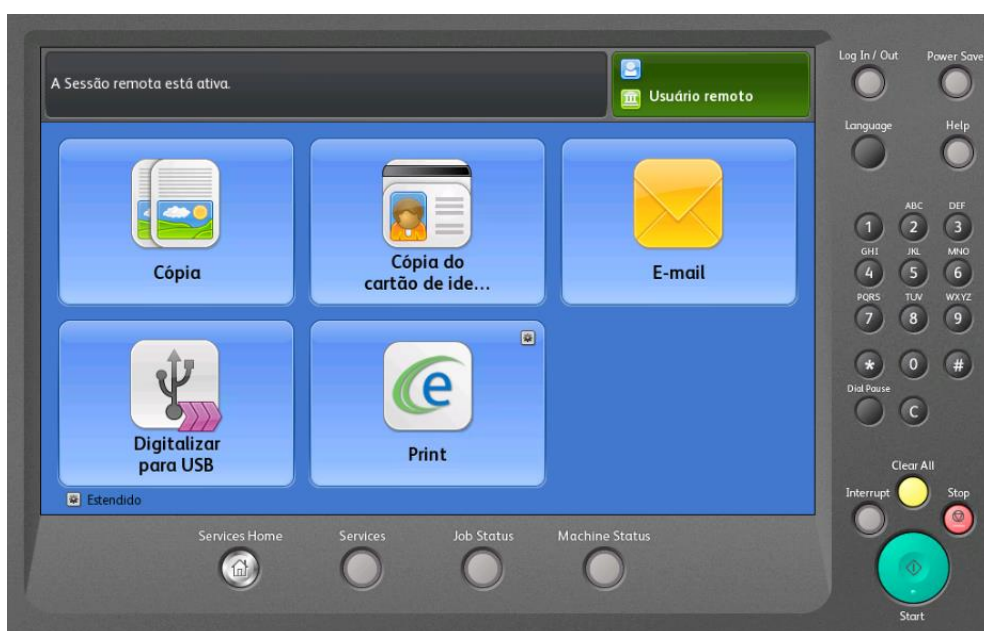 A Sessão remota está ativa.
Usuário remoto
Cópia
Cópia do
cartão de ide...
E-mail
Digitalizar
para USB
e
Print
Estendido
Services Home
Services
Job Status
Machine Status
Log In / Out
Power Save
Language
Help
ABC
DEF
1
2
3
GHI
JKL
MNO
4
5
6
PQRS
TUV
WXYZ
7
8
9
*
0
#
Dial Pause
C
Clear All
Interrupt
Stop
Start